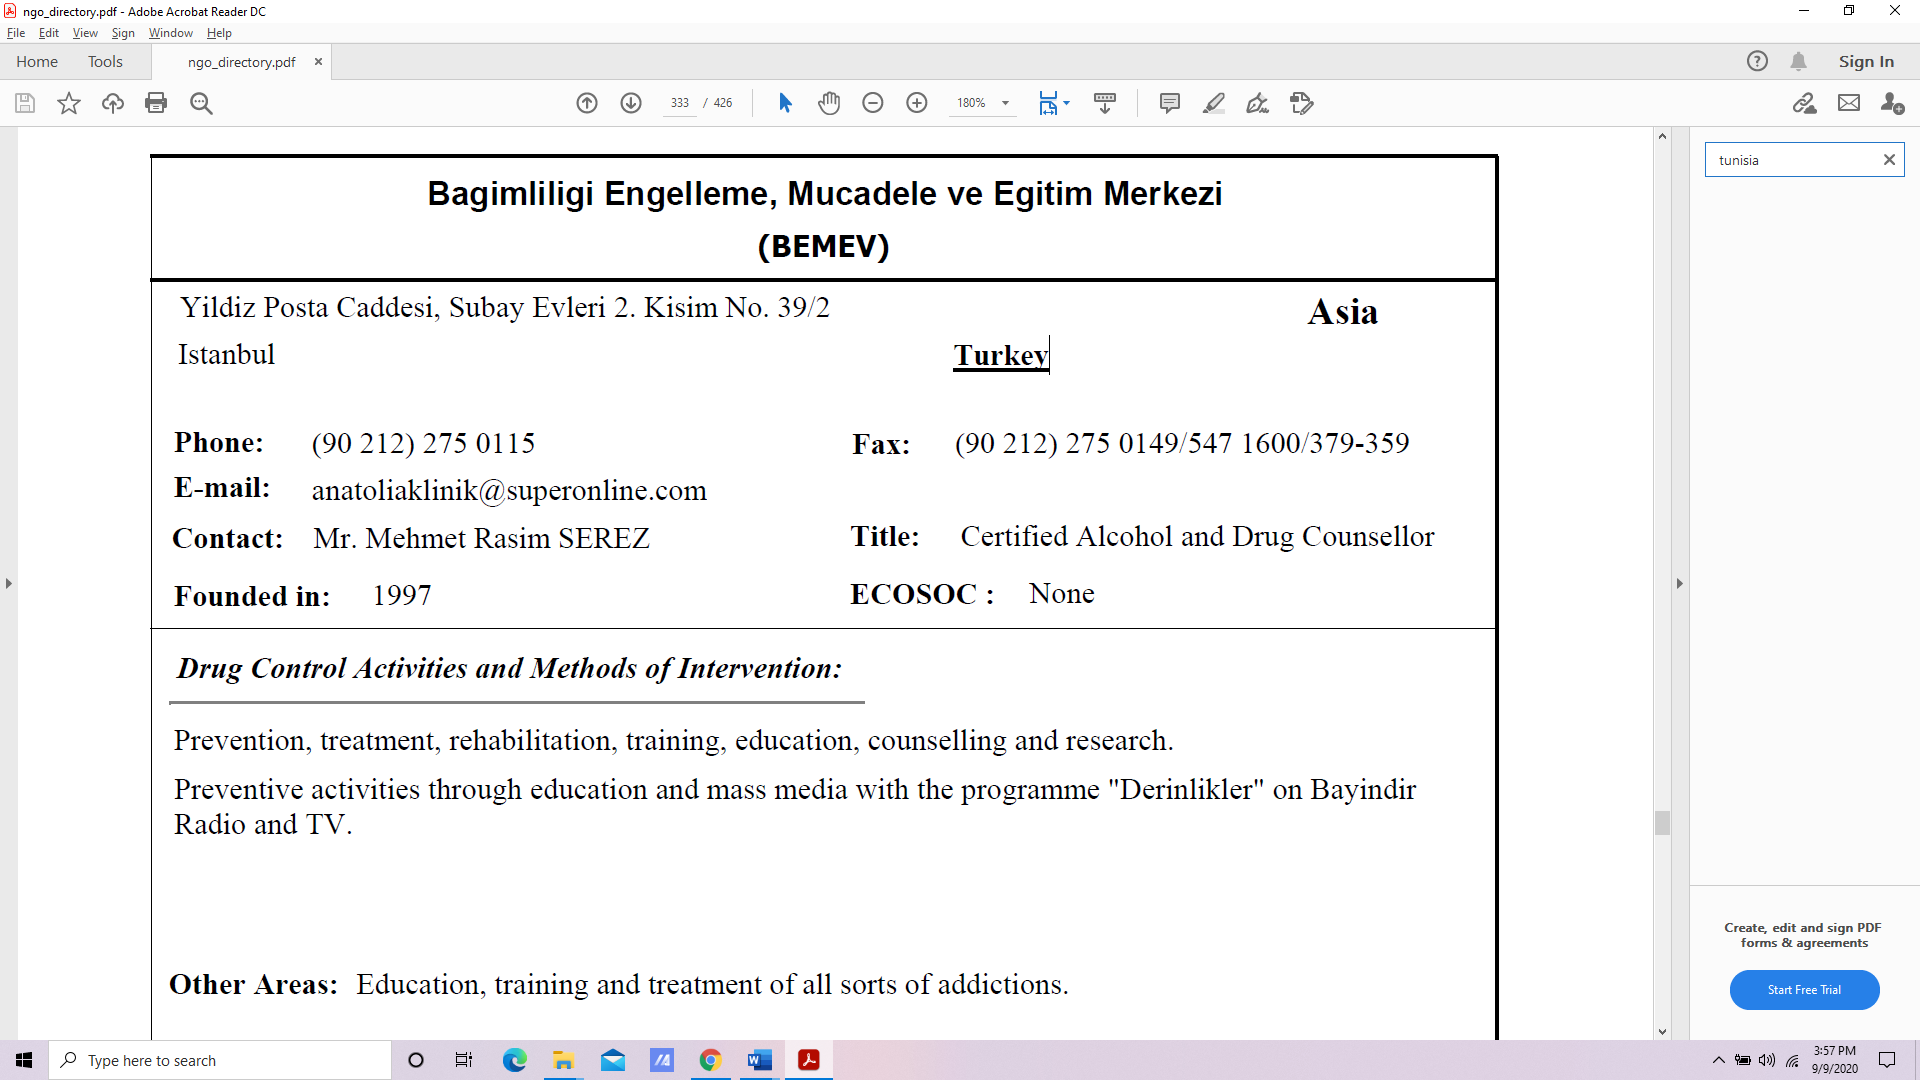 ngo_directory.pdf - Adobe Acrobat Reader DC
File Edit View Sign Window Help
Home Tools ngo_directory.pdf Sign In
333 / 426 180%
tunisia
Bagimliligi Engelleme, Mucadele ve Egitim Merkezi
(BEMEV)
Yildiz Posta Caddesi, Subay Evleri 2. Kisim No. 39/2 Asia
Istanbul Turkey
Phone: (90 212) 275 0115 Fax: (90 212) 275 0149/547 1600/379-359
E-mail: anatoliaklinik@superonline.com
Contact: Mr. Mehmet Rasim SEREZ Title: Certified Alcohol and Drug Counsellor
Founded in: 1997 ECOSOC : None
Drug Control Activities and Methods of Intervention:
Prevention, treatment, rehabilitation, training, education, counselling and research.
Preventive activities through education and mass media with the programme "Derinlikler" on Bayindir
Radio and TV.
Other Areas: Education, training and treatment of all sorts of addictions.
Create, edit and sign PDF
forms & agreements
Start Free Trial
Type here to search
3:57 PM
9/9/2020